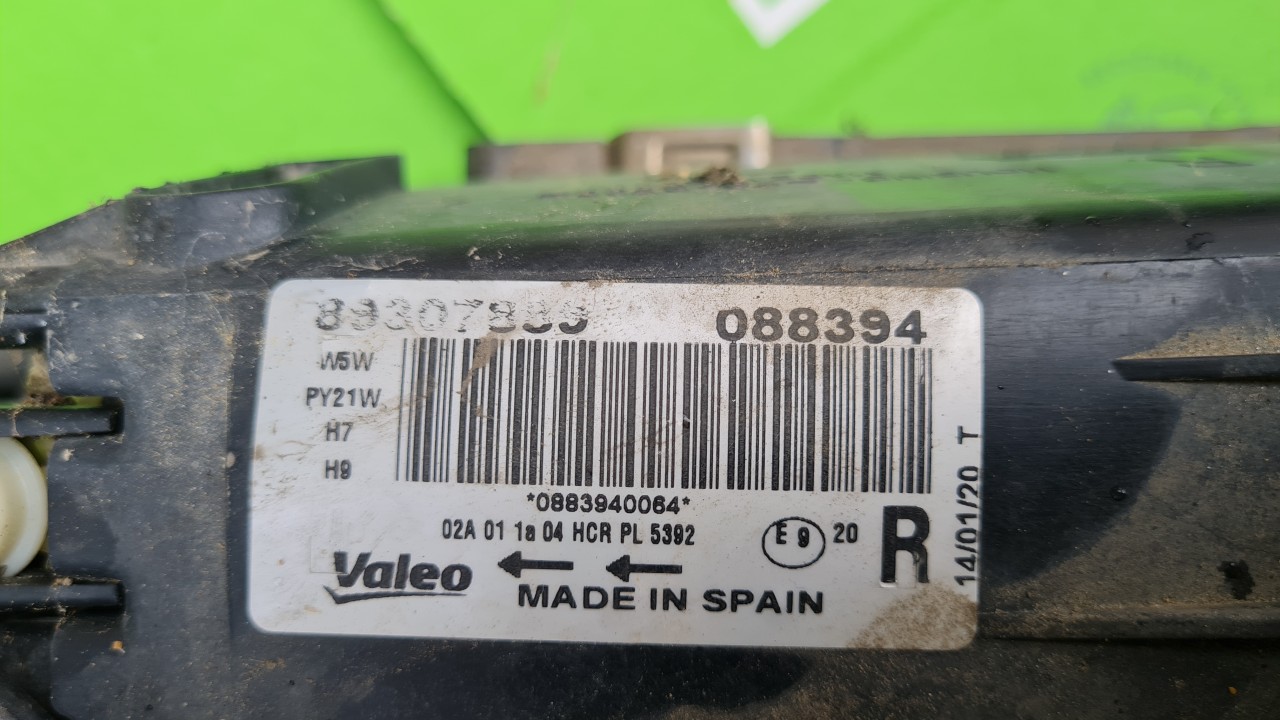 088394
W5W
PY21W
H7
H9
*0883940064*
02A 01 1a 04 HCR PL 5392
E 9 20
R
14/01/20 T
Valeo
MADE IN SPAIN